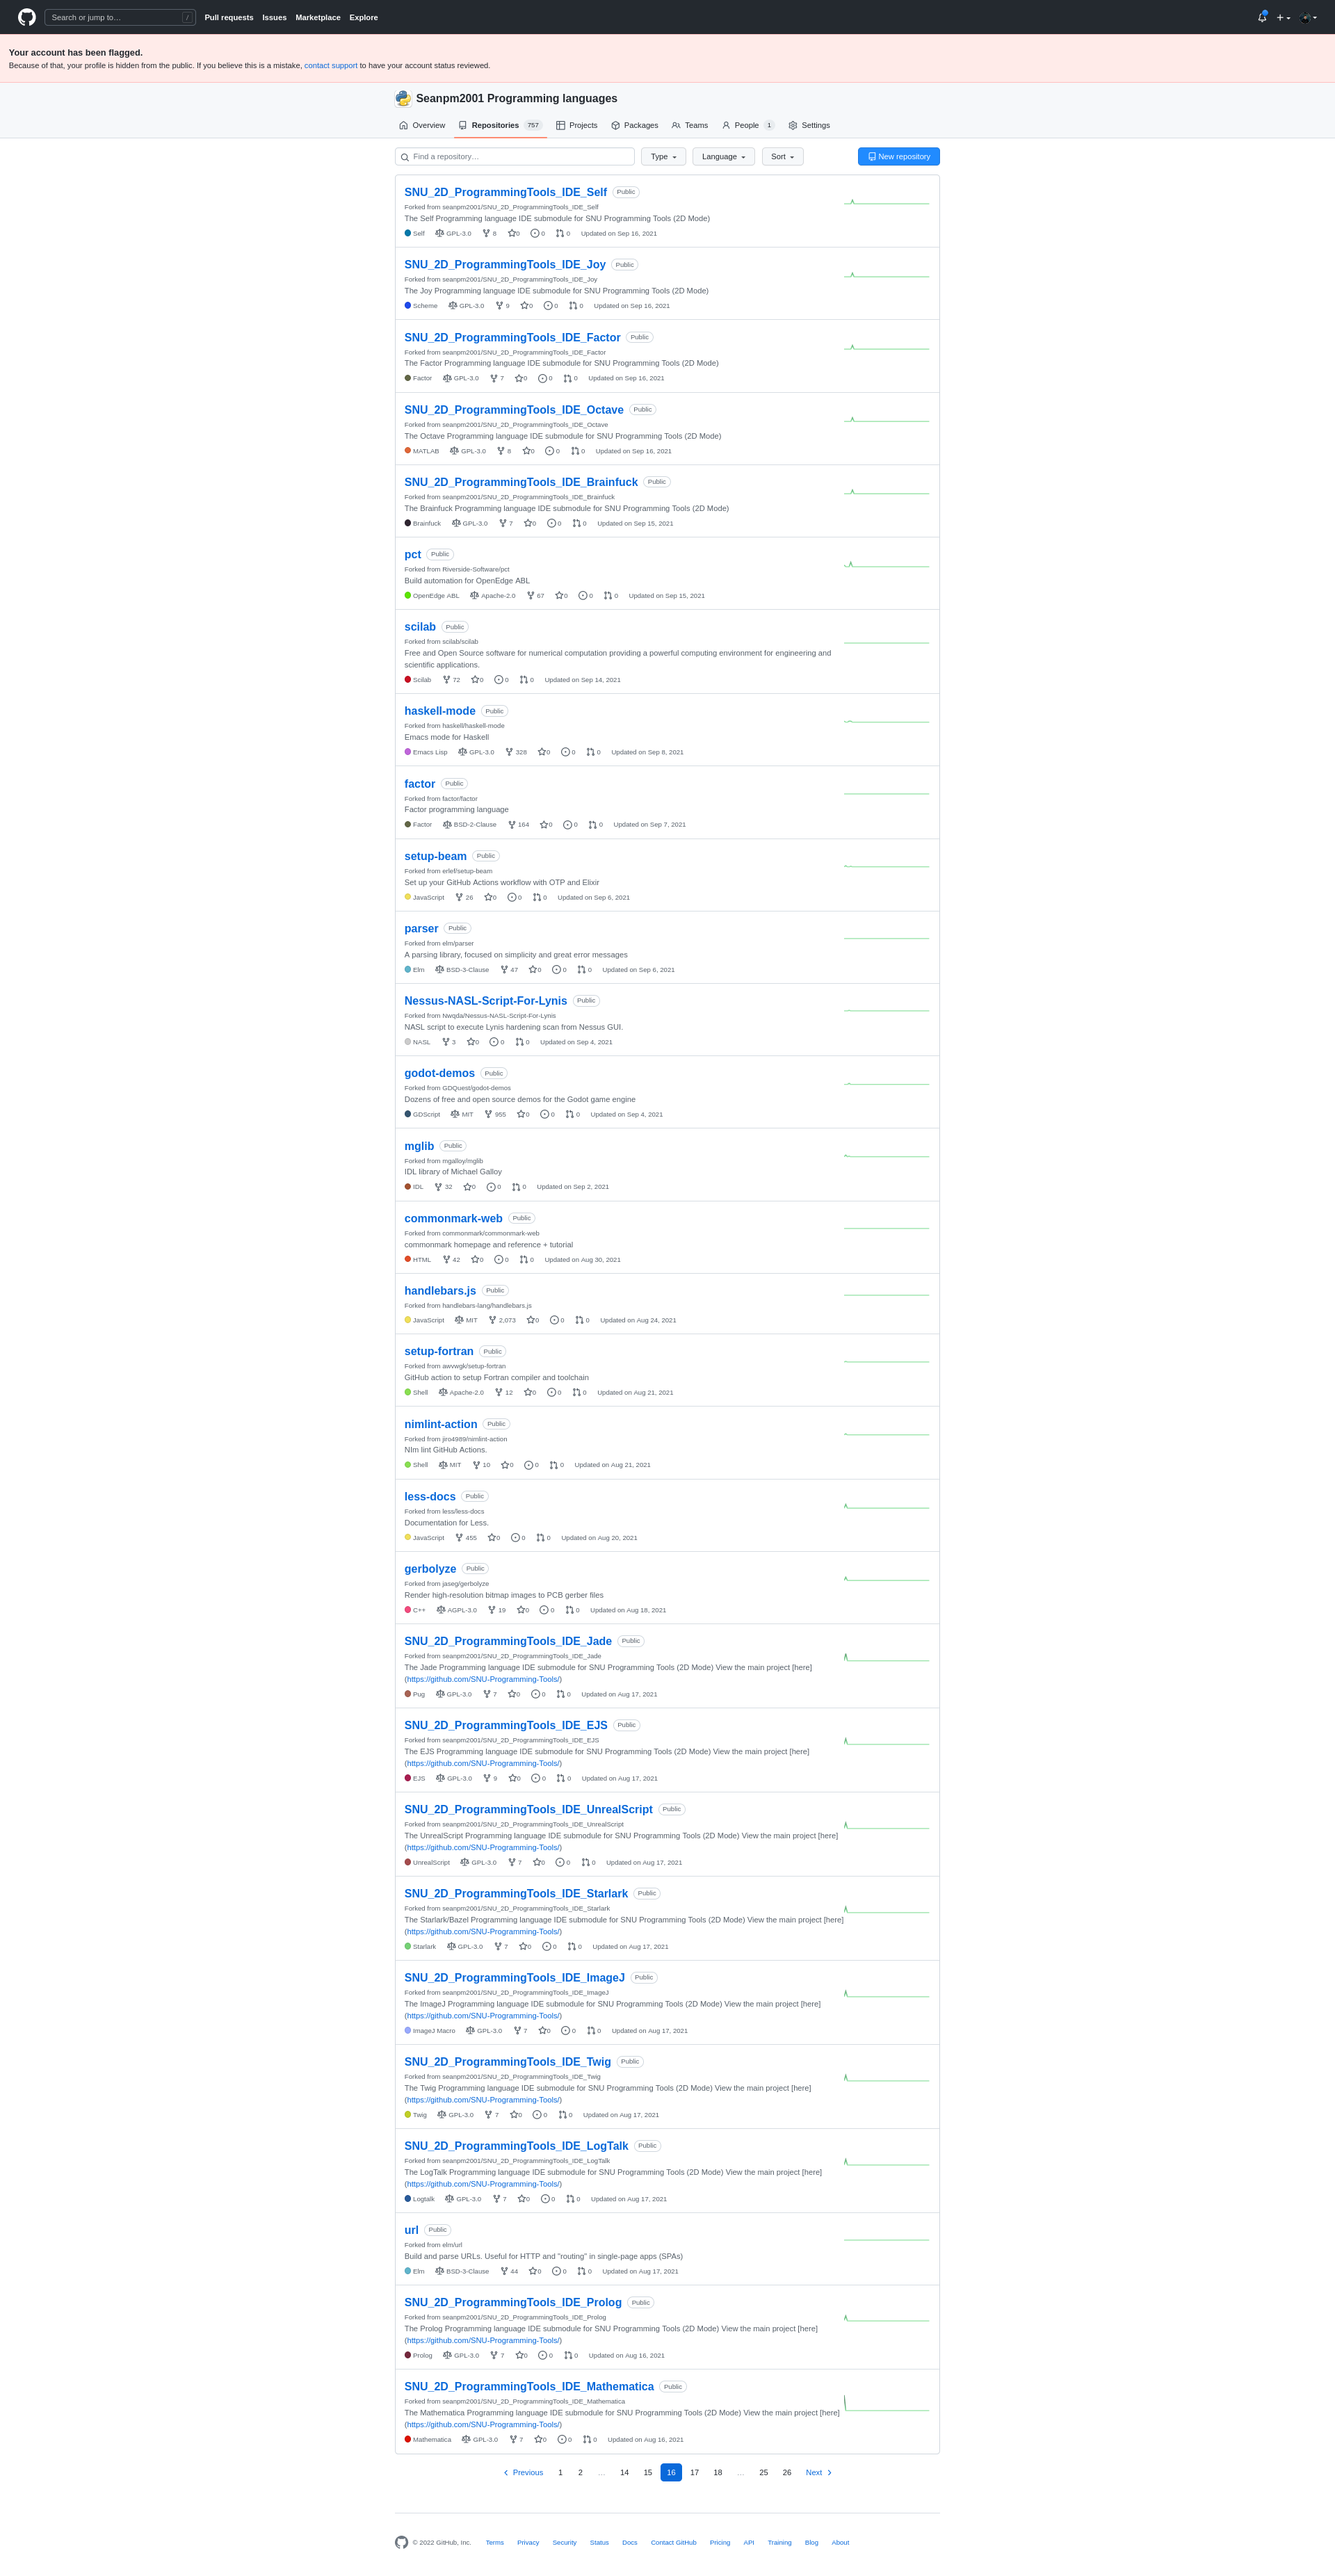 Search or jump to… /
Pull requests Issues Marketplace Explore
Your account has been flagged.
Because of that, your profile is hidden from the public. If you believe this is a mistake, contact support to have your account status reviewed.
Seanpm2001 Programming languages
Overview Repositories 757 Projects Packages Teams People 1 Settings
Find a repository… Type Language Sort New repository
SNU_2D_ProgrammingTools_IDE_Self Public
Forked from seanpm2001/SNU_2D_ProgrammingTools_IDE_Self
The Self Programming language IDE submodule for SNU Programming Tools (2D Mode)
Self GPL-3.0 8 0 0 0 Updated on Sep 16, 2021
SNU_2D_ProgrammingTools_IDE_Joy Public
Forked from seanpm2001/SNU_2D_ProgrammingTools_IDE_Joy
The Joy Programming language IDE submodule for SNU Programming Tools (2D Mode)
Scheme GPL-3.0 9 0 0 0 Updated on Sep 16, 2021
SNU_2D_ProgrammingTools_IDE_Factor Public
Forked from seanpm2001/SNU_2D_ProgrammingTools_IDE_Factor
The Factor Programming language IDE submodule for SNU Programming Tools (2D Mode)
Factor GPL-3.0 7 0 0 0 Updated on Sep 16, 2021
SNU_2D_ProgrammingTools_IDE_Octave Public
Forked from seanpm2001/SNU_2D_ProgrammingTools_IDE_Octave
The Octave Programming language IDE submodule for SNU Programming Tools (2D Mode)
MATLAB GPL-3.0 8 0 0 0 Updated on Sep 16, 2021
SNU_2D_ProgrammingTools_IDE_Brainfuck Public
Forked from seanpm2001/SNU_2D_ProgrammingTools_IDE_Brainfuck
The Brainfuck Programming language IDE submodule for SNU Programming Tools (2D Mode)
Brainfuck GPL-3.0 7 0 0 0 Updated on Sep 15, 2021
pct Public
Forked from Riverside-Software/pct
Build automation for OpenEdge ABL
OpenEdge ABL Apache-2.0 67 0 0 0 Updated on Sep 15, 2021
scilab Public
Forked from scilab/scilab
Free and Open Source software for numerical computation providing a powerful computing environment for engineering and
scientific applications.
Scilab 72 0 0 0 Updated on Sep 14, 2021
haskell-mode Public
Forked from haskell/haskell-mode
Emacs mode for Haskell
Emacs Lisp GPL-3.0 328 0 0 0 Updated on Sep 8, 2021
factor Public
Forked from factor/factor
Factor programming language
Factor BSD-2-Clause 164 0 0 0 Updated on Sep 7, 2021
setup-beam Public
Forked from erlef/setup-beam
Set up your GitHub Actions workflow with OTP and Elixir
JavaScript 26 0 0 0 Updated on Sep 6, 2021
parser Public
Forked from elm/parser
A parsing library, focused on simplicity and great error messages
Elm BSD-3-Clause 47 0 0 0 Updated on Sep 6, 2021
Nessus-NASL-Script-For-Lynis Public
Forked from Nwqda/Nessus-NASL-Script-For-Lynis
NASL script to execute Lynis hardening scan from Nessus GUI.
NASL 3 0 0 0 Updated on Sep 4, 2021
godot-demos Public
Forked from GDQuest/godot-demos
Dozens of free and open source demos for the Godot game engine
GDScript MIT 955 0 0 0 Updated on Sep 4, 2021
mglib Public
Forked from mgalloy/mglib
IDL library of Michael Galloy
IDL 32 0 0 0 Updated on Sep 2, 2021
commonmark-web Public
Forked from commonmark/commonmark-web
commonmark homepage and reference + tutorial
HTML 42 0 0 0 Updated on Aug 30, 2021
handlebars.js Public
Forked from handlebars-lang/handlebars.js
JavaScript MIT 2,073 0 0 0 Updated on Aug 24, 2021
setup-fortran Public
Forked from awvwgk/setup-fortran
GitHub action to setup Fortran compiler and toolchain
Shell Apache-2.0 12 0 0 0 Updated on Aug 21, 2021
nimlint-action Public
Forked from jiro4989/nimlint-action
NIm lint GitHub Actions.
Shell MIT 10 0 0 0 Updated on Aug 21, 2021
less-docs Public
Forked from less/less-docs
Documentation for Less.
JavaScript 455 0 0 0 Updated on Aug 20, 2021
gerbolyze Public
Forked from jaseg/gerbolyze
Render high-resolution bitmap images to PCB gerber files
C++ AGPL-3.0 19 0 0 0 Updated on Aug 18, 2021
SNU_2D_ProgrammingTools_IDE_Jade Public
Forked from seanpm2001/SNU_2D_ProgrammingTools_IDE_Jade
The Jade Programming language IDE submodule for SNU Programming Tools (2D Mode) View the main project [here]
(https://github.com/SNU-Programming-Tools/)
Pug GPL-3.0 7 0 0 0 Updated on Aug 17, 2021
SNU_2D_ProgrammingTools_IDE_EJS Public
Forked from seanpm2001/SNU_2D_ProgrammingTools_IDE_EJS
The EJS Programming language IDE submodule for SNU Programming Tools (2D Mode) View the main project [here]
(https://github.com/SNU-Programming-Tools/)
EJS GPL-3.0 9 0 0 0 Updated on Aug 17, 2021
SNU_2D_ProgrammingTools_IDE_UnrealScript Public
Forked from seanpm2001/SNU_2D_ProgrammingTools_IDE_UnrealScript
The UnrealScript Programming language IDE submodule for SNU Programming Tools (2D Mode) View the main project [here]
(https://github.com/SNU-Programming-Tools/)
UnrealScript GPL-3.0 7 0 0 0 Updated on Aug 17, 2021
SNU_2D_ProgrammingTools_IDE_Starlark Public
Forked from seanpm2001/SNU_2D_ProgrammingTools_IDE_Starlark
The Starlark/Bazel Programming language IDE submodule for SNU Programming Tools (2D Mode) View the main project [here]
(https://github.com/SNU-Programming-Tools/)
Starlark GPL-3.0 7 0 0 0 Updated on Aug 17, 2021
SNU_2D_ProgrammingTools_IDE_ImageJ Public
Forked from seanpm2001/SNU_2D_ProgrammingTools_IDE_ImageJ
The ImageJ Programming language IDE submodule for SNU Programming Tools (2D Mode) View the main project [here]
(https://github.com/SNU-Programming-Tools/)
ImageJ Macro GPL-3.0 7 0 0 0 Updated on Aug 17, 2021
SNU_2D_ProgrammingTools_IDE_Twig Public
Forked from seanpm2001/SNU_2D_ProgrammingTools_IDE_Twig
The Twig Programming language IDE submodule for SNU Programming Tools (2D Mode) View the main project [here]
(https://github.com/SNU-Programming-Tools/)
Twig GPL-3.0 7 0 0 0 Updated on Aug 17, 2021
SNU_2D_ProgrammingTools_IDE_LogTalk Public
Forked from seanpm2001/SNU_2D_ProgrammingTools_IDE_LogTalk
The LogTalk Programming language IDE submodule for SNU Programming Tools (2D Mode) View the main project [here]
(https://github.com/SNU-Programming-Tools/)
Logtalk GPL-3.0 7 0 0 0 Updated on Aug 17, 2021
url Public
Forked from elm/url
Build and parse URLs. Useful for HTTP and "routing" in single-page apps (SPAs)
Elm BSD-3-Clause 44 0 0 0 Updated on Aug 17, 2021
SNU_2D_ProgrammingTools_IDE_Prolog Public
Forked from seanpm2001/SNU_2D_ProgrammingTools_IDE_Prolog
The Prolog Programming language IDE submodule for SNU Programming Tools (2D Mode) View the main project [here]
(https://github.com/SNU-Programming-Tools/)
Prolog GPL-3.0 7 0 0 0 Updated on Aug 16, 2021
SNU_2D_ProgrammingTools_IDE_Mathematica Public
Forked from seanpm2001/SNU_2D_ProgrammingTools_IDE_Mathematica
The Mathematica Programming language IDE submodule for SNU Programming Tools (2D Mode) View the main project [here]
(https://github.com/SNU-Programming-Tools/)
Mathematica GPL-3.0 7 0 0 0 Updated on Aug 16, 2021
Previous 1 2 … 14 15 16 17 18 … 25 26 Next
© 2022 GitHub, Inc. Terms Privacy Security Status Docs Contact GitHub Pricing API Training Blog About